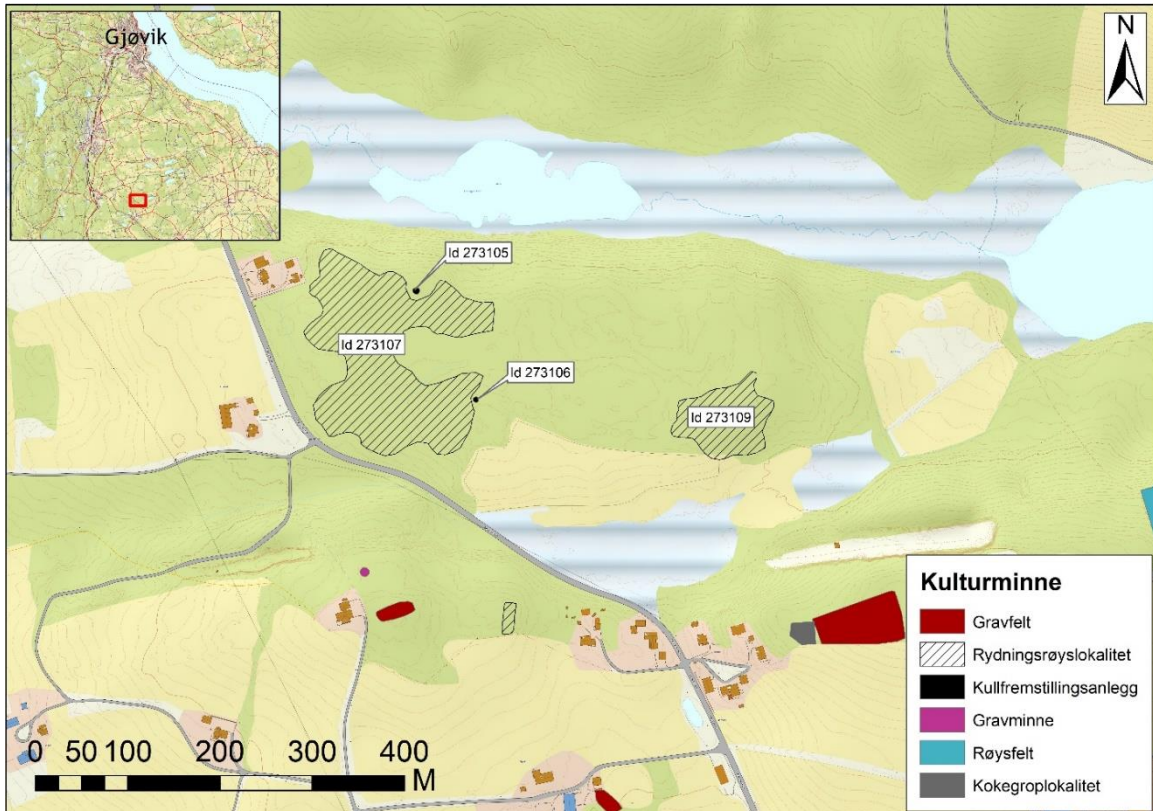 Gjøvik
N
Id 273105
Id 273107
Id 273106
Id 273109
Kulturminne
Gravfelt
Rydningsrøyslokalitet
Kullfremstillingsanlegg
Gravminne
Røysfelt
Kokegroplokalitet
0 50 100 200 300 400
M